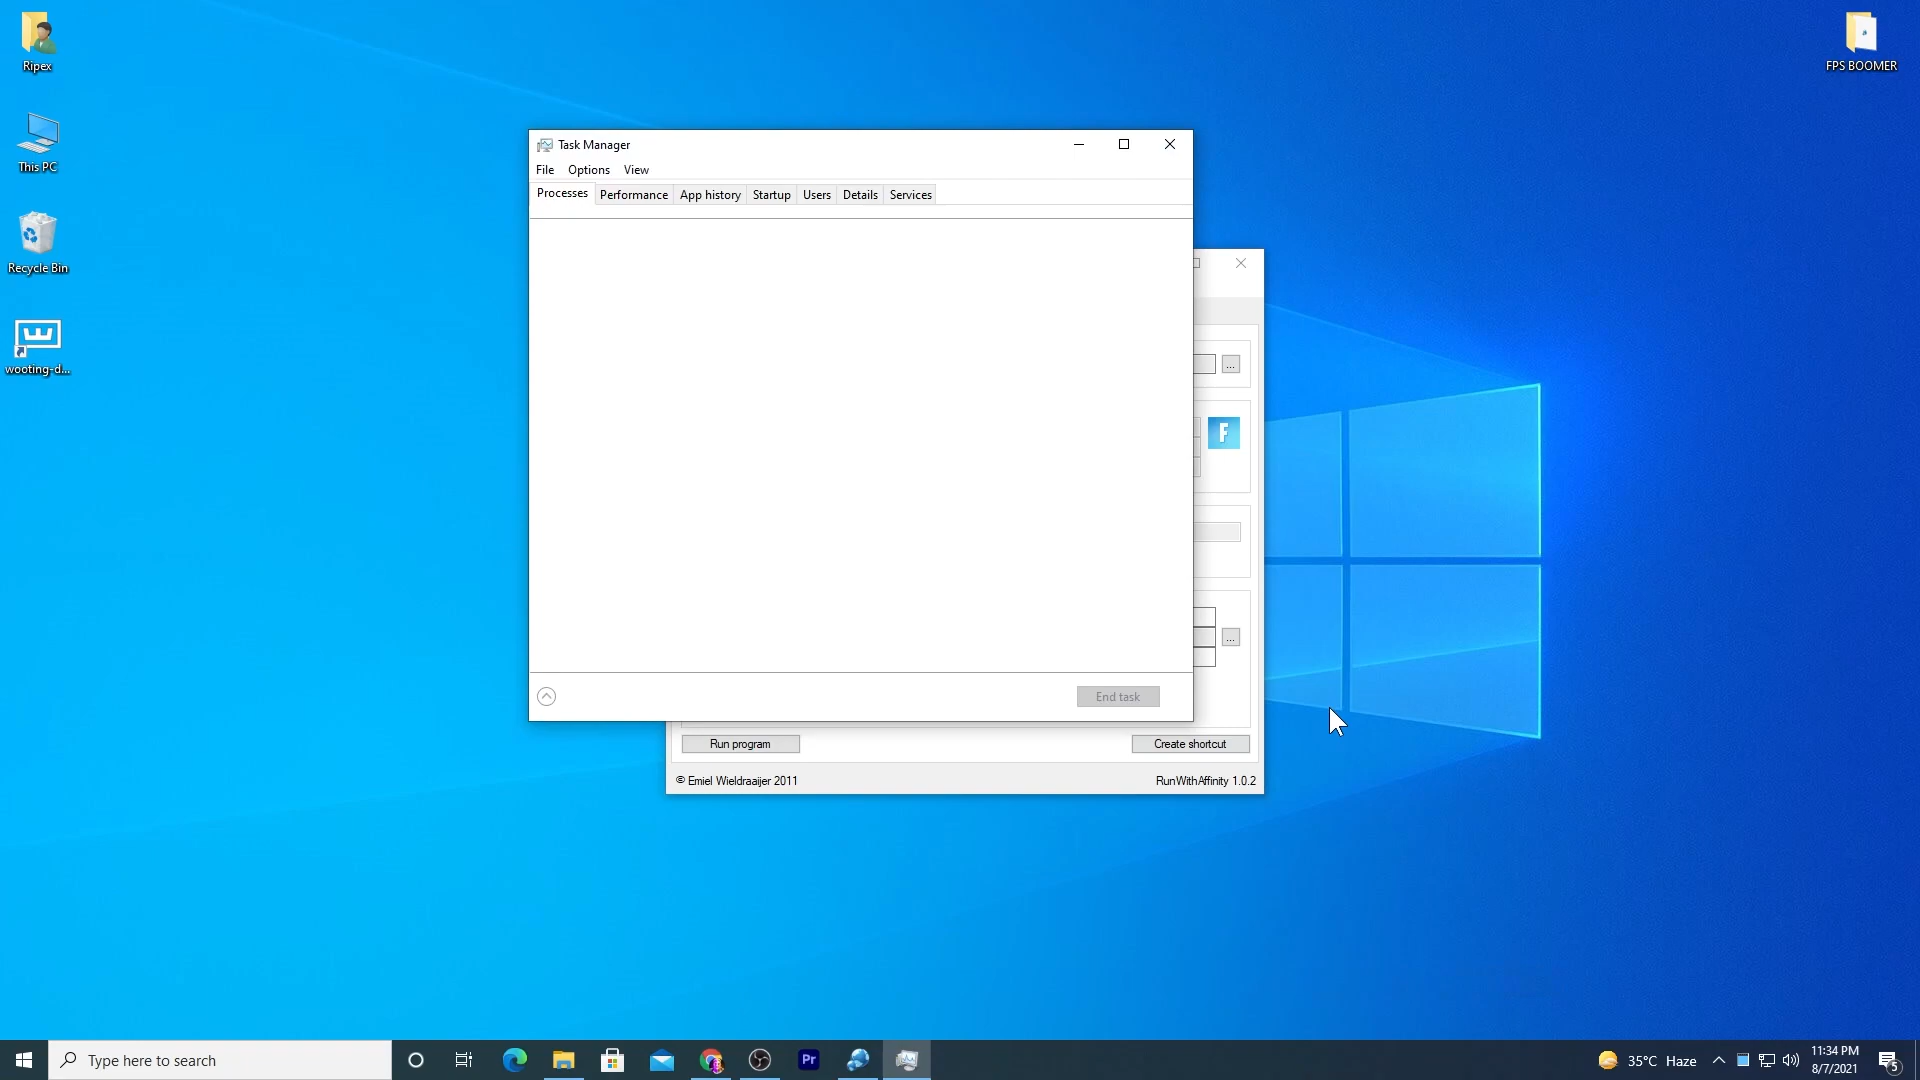 Ripex
This PC
Recycle Bin
wooting-d...
FPS BOOMER
Task Manager
File Options View
Processes Performance App history Startup Users Details Services
...
F
...
End task
Run program
Create shortcut
© Emiel Wieldraaijer 2011
RunWithAffinity 1.0.2
Type here to search
Pr
35°C Haze
11:34 PM
8/7/2021
5